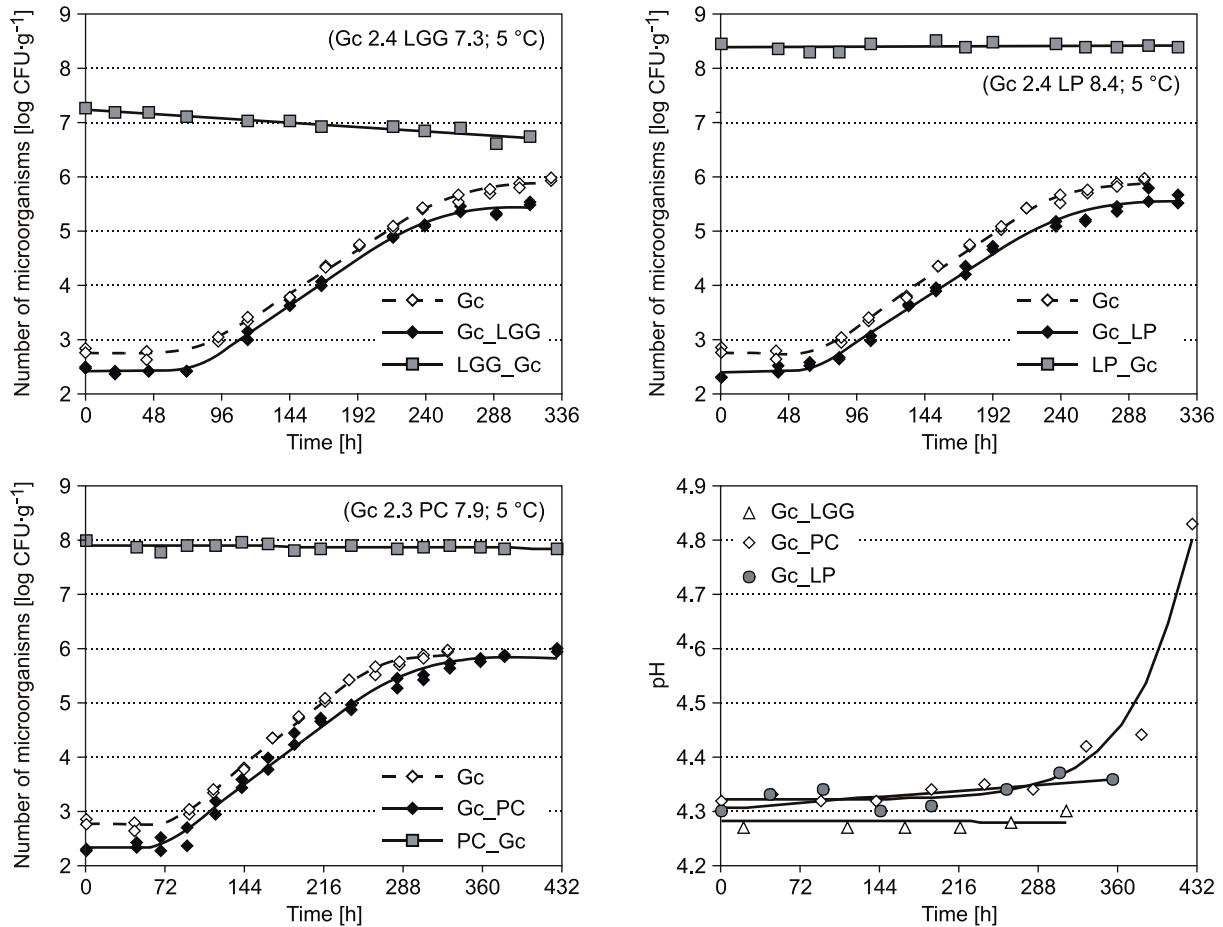 Number of microorganisms [log CFU·g⁻¹]
9
8
7
6
5
4
3
2
(Gc 2.4 LGG 7.3; 5 °C)
Gc
Gc_LGG
LGG_Gc
0 48 96 144 192 240 288 336
Time [h]
Number of microorganisms [log CFU·g⁻¹]
9
8
7
6
5
4
3
2
(Gc 2.4 LP 8.4; 5 °C)
Gc
Gc_LP
LP_Gc
0 48 96 144 192 240 288 336
Time [h]
Number of microorganisms [log CFU·g⁻¹]
9
8
7
6
5
4
3
2
(Gc 2.3 PC 7.9; 5 °C)
Gc
Gc_PC
PC_Gc
0 72 144 216 288 360 432
Time [h]
pH
4.9
4.8
4.7
4.6
4.5
4.4
4.3
4.2
Gc_LGG
Gc_PC
Gc_LP
0 72 144 216 288 360 432
Time [h]